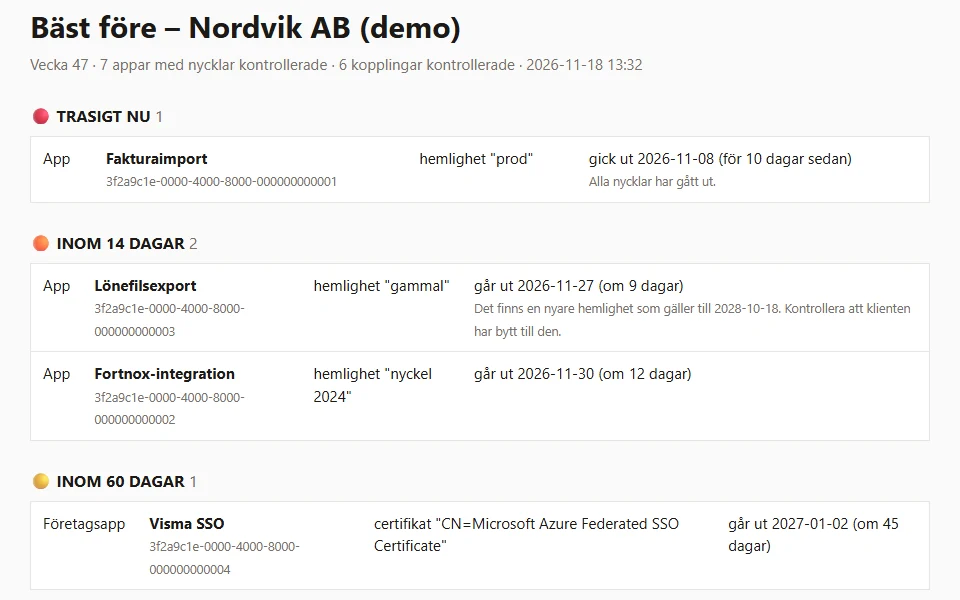 Bäst före – Nordvik AB (demo)
Vecka 47 · 7 appar med nycklar kontrollerade · 6 kopplingar kontrollerade · 2026-11-18 13:32
TRASIGT NU 1
App Fakturaimport hemlighet "prod" gick ut 2026-11-08 (för 10 dagar sedan)
3f2a9c1e-0000-4000-8000-000000000001 Alla nycklar har gått ut.
INOM 14 DAGAR 2
App Lönefilsexport hemlighet "gammal" går ut 2026-11-27 (om 9 dagar)
3f2a9c1e-0000-4000-8000- Det finns en nyare hemlighet som gäller till 2028-10-18. Kontrollera att klienten
000000000003 har bytt till den.
App Fortnox-integration hemlighet "nyckel går ut 2026-11-30 (om 12 dagar)
3f2a9c1e-0000-4000-8000- 2024"
000000000002
INOM 60 DAGAR 1
Företagsapp Visma SSO certifikat "CN=Microsoft Azure Federated SSO går ut 2027-01-02 (om 45
3f2a9c1e-0000-4000-8000- Certificate" dagar)
000000000004